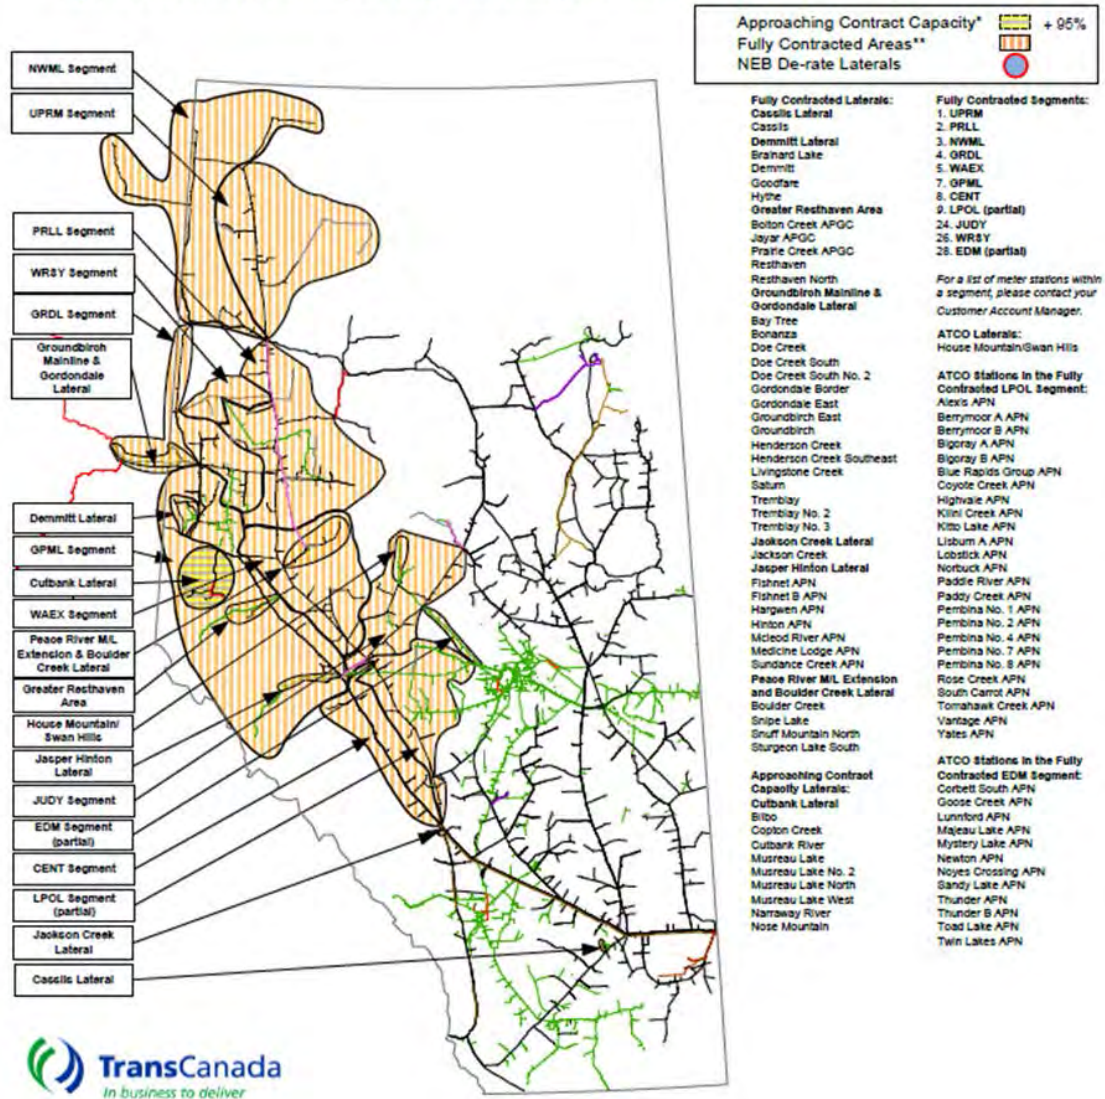 Approaching Contract Capacity*
+ 95%
Fully Contracted Areas**
NEB De-rate Laterals
NWML Segment
UPRM Segment
PRLL Segment
WRSY Segment
GRDL Segment
Groundbirch
Mainline &
Gordondale
Lateral
Demmitt Lateral
GPML Segment
Cutbank Lateral
WAEX Segment
Peace River M/L
Extension & Boulder
Creek Lateral
Greater Resthaven
Area
House Mountain/
Swan Hills
Jasper Hinton
Lateral
JUDY Segment
EDM Segment
(partial)
CENT Segment
LPOL Segment
(partial)
Jackson Creek
Lateral
Cassils Lateral
Fully Contracted Laterals:
Cassils Lateral
Cassils
Demmitt Lateral
Brainard Lake
Demmitt
Goodfare
Hythe
Greater Resthaven Area
Bolton Creek APGC
Jayar APGC
Prairie Creek APGC
Resthaven
Resthaven North
Groundbirch Mainline &
Gordondale Lateral
Bay Tree
Bonanza
Doe Creek
Doe Creek South
Doe Creek South No. 2
Gordondale Border
Gordondale East
Groundbirch East
Groundbirch
Henderson Creek
Henderson Creek Southeast
Livingstone Creek
Saturn
Tremblay
Tremblay No. 2
Tremblay No. 3
Jackson Creek Lateral
Jackson Creek
Jasper Hinton Lateral
Fishnet APN
Fishnet B APN
Hargwen APN
Hinton APN
Mcleod River APN
Medicine Lodge APN
Sundance Creek APN
Peace River M/L Extension
and Boulder Creek Lateral
Boulder Creek
Snipe Lake
Snuff Mountain North
Sturgeon Lake South
Approaching Contract
Capacity Laterals:
Cutbank Lateral
Bilbo
Copton Creek
Cutbank River
Musreau Lake
Musreau Lake No. 2
Musreau Lake North
Musreau Lake West
Narraway River
Nose Mountain
Fully Contracted Segments:
1. UPRM
2. PRLL
3. NWML
4. GRDL
5. WAEX
7. GPML
8. CENT
9. LPOL (partial)
24. JUDY
26. WRSY
28. EDM (partial)
For a list of meter stations within
a segment, please contact your
Customer Account Manager.
ATCO Laterals:
House Mountain/Swan Hills
ATCO Stations in the Fully
Contracted LPOL Segment:
Alexis APN
Berrymoor A APN
Berrymoor B APN
Bigoray A APN
Bigoray B APN
Blue Rapids Group APN
Coyote Creek APN
Highvale APN
Kilini Creek APN
Kitto Lake APN
Lisburn A APN
Lobstick APN
Norbuck APN
Paddle River APN
Paddy Creek APN
Pembina No. 1 APN
Pembina No. 2 APN
Pembina No. 4 APN
Pembina No. 7 APN
Pembina No. 8 APN
Rose Creek APN
South Carrot APN
Tomahawk Creek APN
Vantage APN
Yates APN
ATCO Stations in the Fully
Contracted EDM Segment:
Corbett South APN
Goose Creek APN
Lunnford APN
Majeau Lake APN
Mystery Lake APN
Newton APN
Noyes Crossing APN
Sandy Lake APN
Thunder APN
Thunder B APN
Toad Lake APN
Twin Lakes APN
TransCanada
In business to deliver